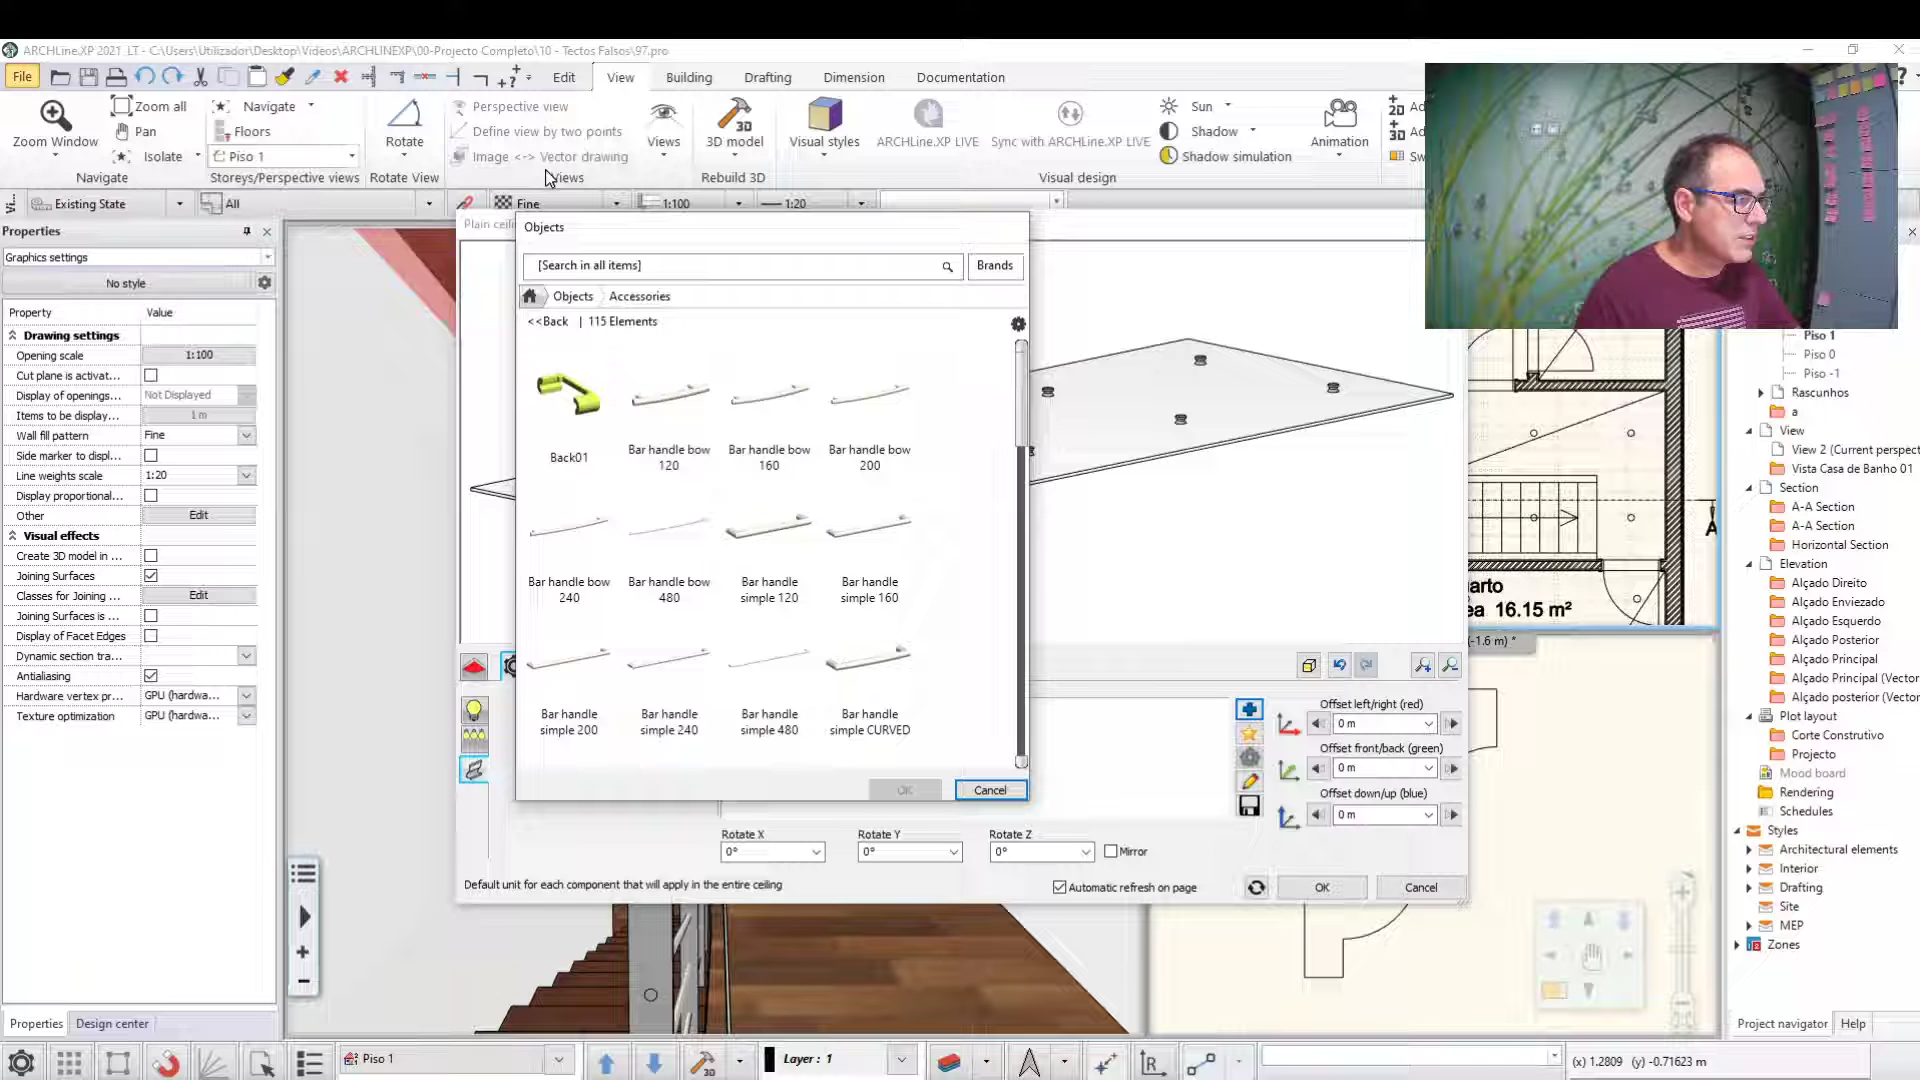 ARCHLine.XP 2021 LT - C:\Users\Utilizador\Desktop\Videos\ARCHLINEXP\00-Projecto Completo\10 - Tectos Falsos\97.pro
File
Edit
View
Building
Drafting
Dimension
Documentation
Zoom Window
Zoom all
Pan
Isolate
Navigate
Navigate
Floors
Piso 1
Storeys/Perspective views
Rotate
Rotate View
Perspective view
Define view by two points
Image <-> Vector drawing
Views
3D model
Rebuild 3D
Visual styles
ARCHLine.XP LIVE
Sync with ARCHLine.XP LIVE
Sun
Shadow
Shadow simulation
Visual design
Animation
2D
3D
Existing State
All
Fine
1:100
1:20
Properties
Graphics settings
No style
Property Value
Drawing settings
Opening scale 1:100
Cut plane is activat...
Display of openings... Not Displayed
Items to be display... 1 m
Wall fill pattern Fine
Side marker to displ...
Line weights scale 1:20
Display proportional...
Other Edit
Visual effects
Create 3D model in ...
Joining Surfaces
Classes for Joining ... Edit
Joining Surfaces is ...
Display of Facet Edges
Dynamic section tra...
Antialiasing
Hardware vertex pr... GPU (hardwa...
Texture optimization GPU (hardwa...
Properties
Design center
Plain ceili
Objects
[Search in all items]
Brands
Objects
Accessories
<<Back | 115 Elements
Back01
Bar handle bow 120
Bar handle bow 160
Bar handle bow 200
Bar handle bow 240
Bar handle bow 480
Bar handle simple 120
Bar handle simple 160
Bar handle simple 200
Bar handle simple 240
Bar handle simple 480
Bar handle simple CURVED
OK
Cancel
Offset left/right (red)
0 m
Offset front/back (green)
0 m
Offset down/up (blue)
0 m
Rotate X
0°
Rotate Y
0°
Rotate Z
0°
Mirror
Default unit for each component that will apply in the entire ceiling
Automatic refresh on page
OK
Cancel
arto
ea 16.15 m²
A
(-1.6 m) *
Piso 1
Piso 0
Piso -1
Rascunhos
a
View
View 2 (Current perspect
Vista Casa de Banho 01
Section
A-A Section
A-A Section
Horizontal Section
Elevation
Alçado Direito
Alçado Enviezado
Alçado Esquerdo
Alçado Posterior
Alçado Principal
Alçado Principal (Vector
Alçado posterior (Vector
Plot layout
Corte Construtivo
Projecto
Mood board
Rendering
Schedules
Styles
Architectural elements
Interior
Drafting
Site
MEP
Zones
Project navigator
Help
Piso 1
Layer : 1
(x) 1.2809 (y) -0.71623 m